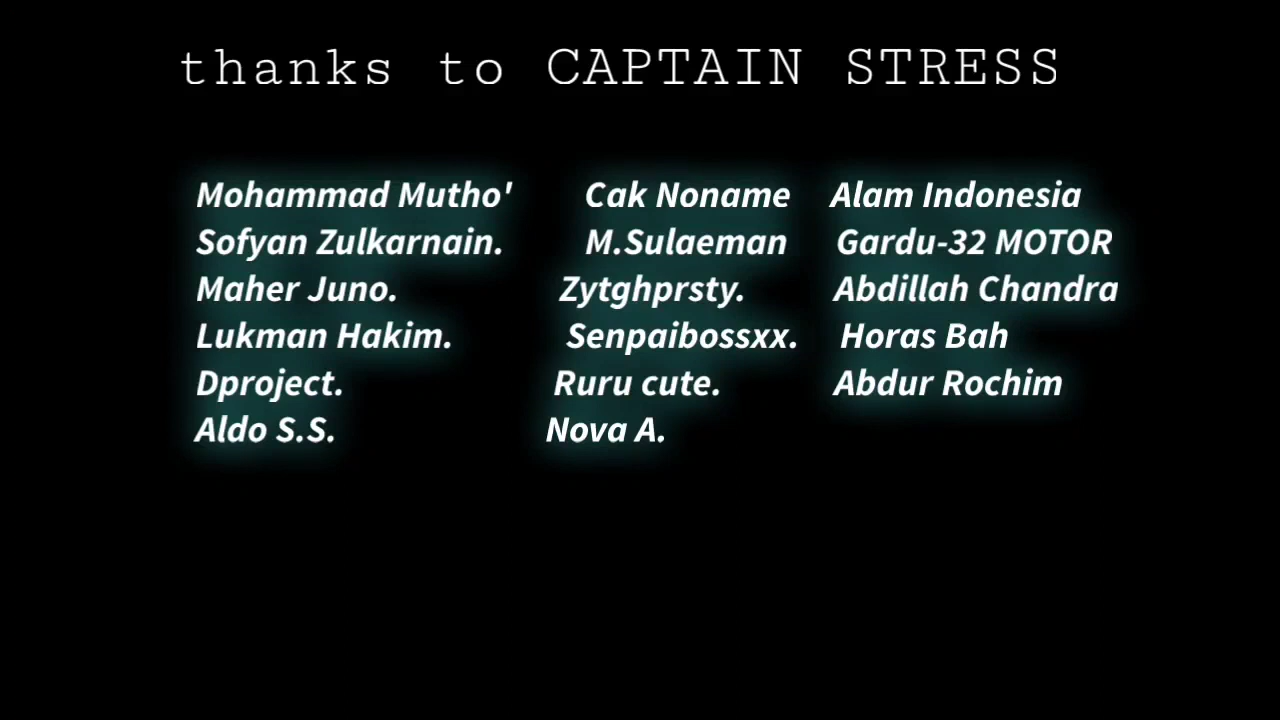 thanks to CAPTAIN STRESS
Mohammad Mutho' Cak Noname Alam Indonesia
Sofyan Zulkarnain. M.Sulaeman Gardu-32 MOTOR
Maher Juno. Zytghprsty. Abdillah Chandra
Lukman Hakim. Senpaibossxx. Horas Bah
Dproject. Ruru cute. Abdur Rochim
Aldo S.S. Nova A.